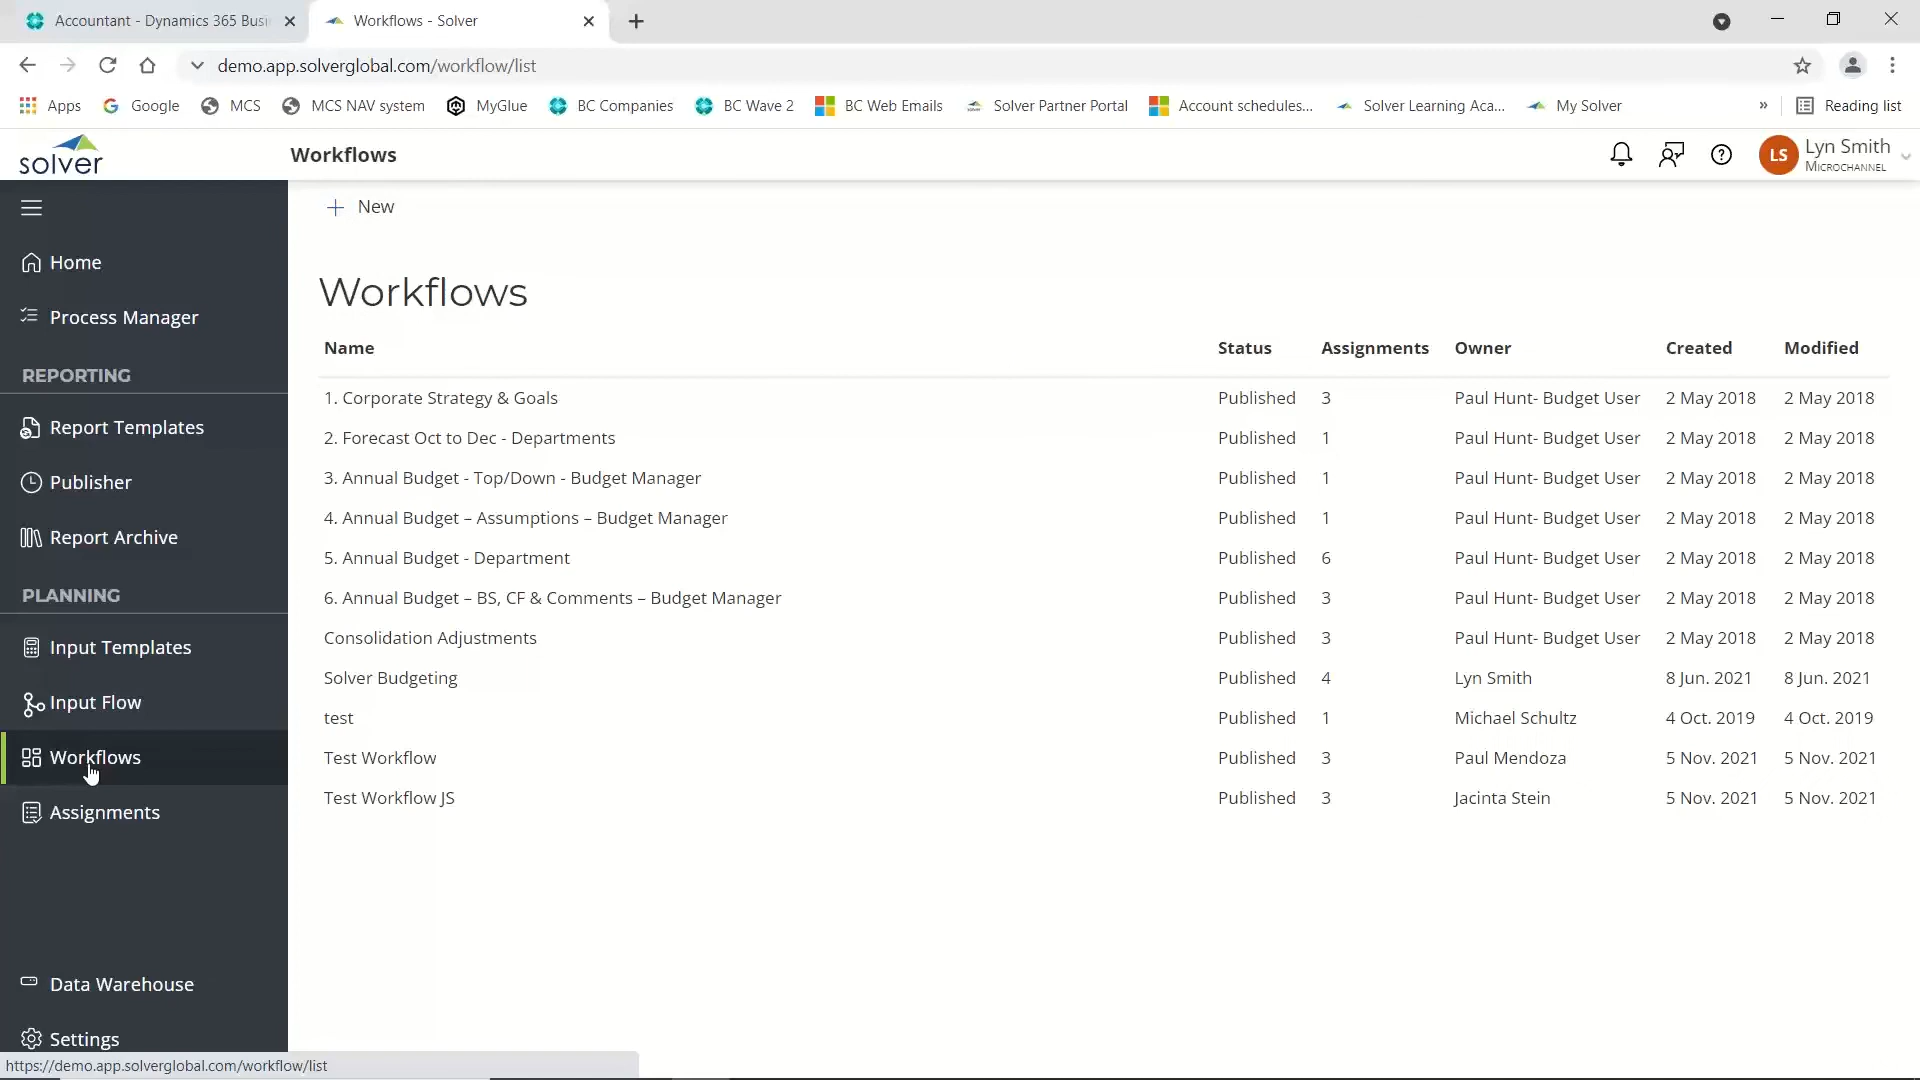 Accountant - Dynamics 365 Busi
Workflows - Solver
demo.app.solverglobal.com/workflow/list
Apps Google MCS MCS NAV system MyGlue BC Companies BC Wave 2 BC Web Emails Solver Partner Portal Account schedules... Solver Learning Aca... My Solver » Reading list
solver
Workflows
LS Lyn Smith
MICROCHANNEL
New
Home
Process Manager
REPORTING
Report Templates
Publisher
Report Archive
PLANNING
Input Templates
Input Flow
Workflows
Assignments
Data Warehouse
Settings
Workflows
Name Status Assignments Owner Created Modified
1. Corporate Strategy & Goals Published 3 Paul Hunt- Budget User 2 May 2018 2 May 2018
2. Forecast Oct to Dec - Departments Published 1 Paul Hunt- Budget User 2 May 2018 2 May 2018
3. Annual Budget - Top/Down - Budget Manager Published 1 Paul Hunt- Budget User 2 May 2018 2 May 2018
4. Annual Budget – Assumptions – Budget Manager Published 1 Paul Hunt- Budget User 2 May 2018 2 May 2018
5. Annual Budget - Department Published 6 Paul Hunt- Budget User 2 May 2018 2 May 2018
6. Annual Budget – BS, CF & Comments – Budget Manager Published 3 Paul Hunt- Budget User 2 May 2018 2 May 2018
Consolidation Adjustments Published 3 Paul Hunt- Budget User 2 May 2018 2 May 2018
Solver Budgeting Published 4 Lyn Smith 8 Jun. 2021 8 Jun. 2021
test Published 1 Michael Schultz 4 Oct. 2019 4 Oct. 2019
Test Workflow Published 3 Paul Mendoza 5 Nov. 2021 5 Nov. 2021
Test Workflow JS Published 3 Jacinta Stein 5 Nov. 2021 5 Nov. 2021
https://demo.app.solverglobal.com/workflow/list